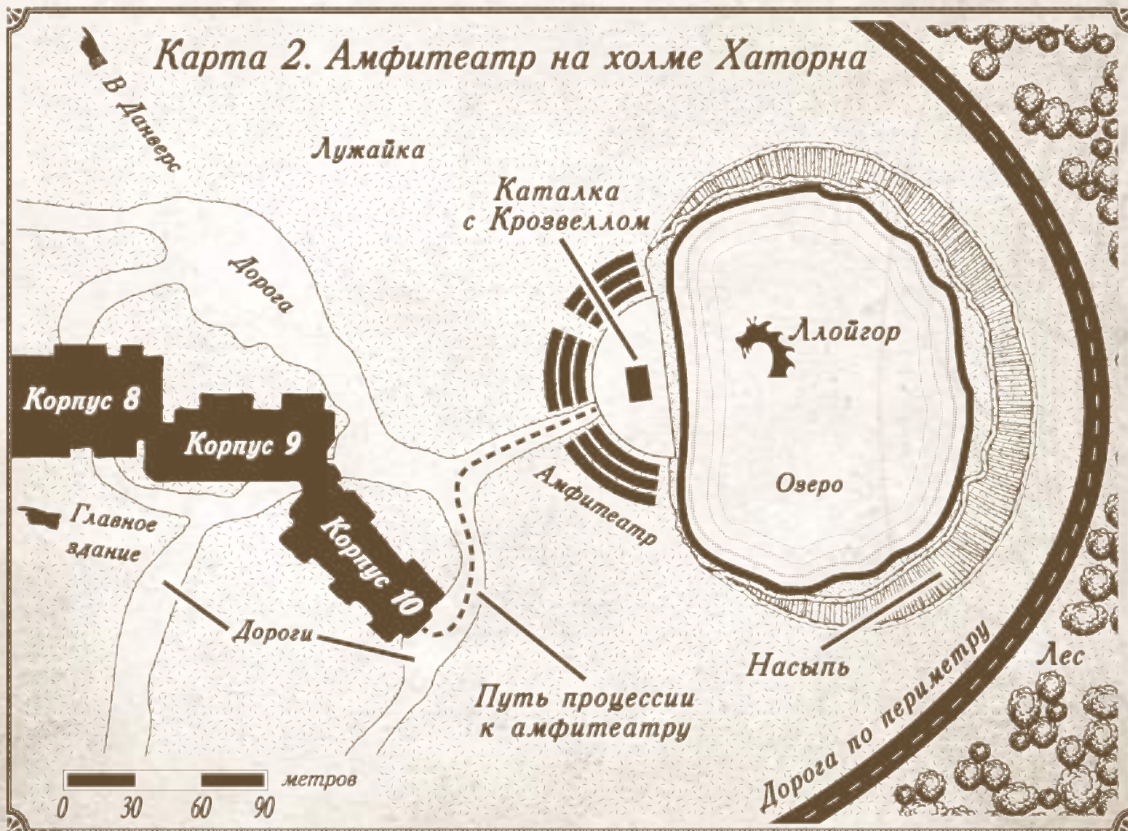 Карта 2. Амфитеатр на холме Хаторна
В Данверс
Лужайка
Каталка
с Крозвеллом
Дорога
Ллойгор
Корпус 8
Корпус 9
Озеро
Амфитеатр
Главное
здание
Корпус 10
Дороги
Насыпь
Лес
Путь процессии
к амфитеатру
Дорога по периметру
метров
0 30 60 90